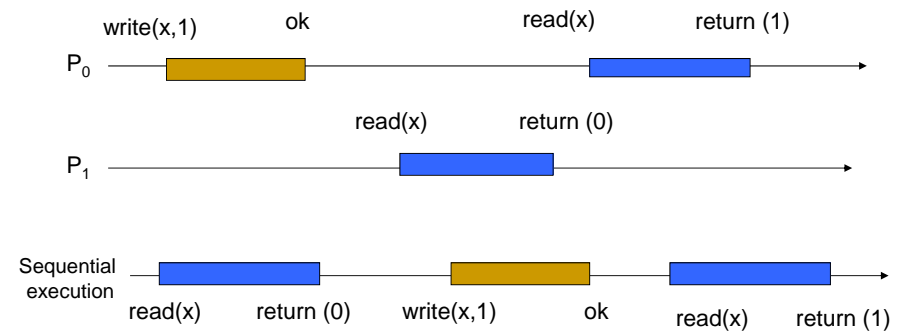 write(x,1) ok read(x) return (1)
P0
read(x) return (0)
P1
Sequential
execution
read(x) return (0) write(x,1) ok read(x) return (1)